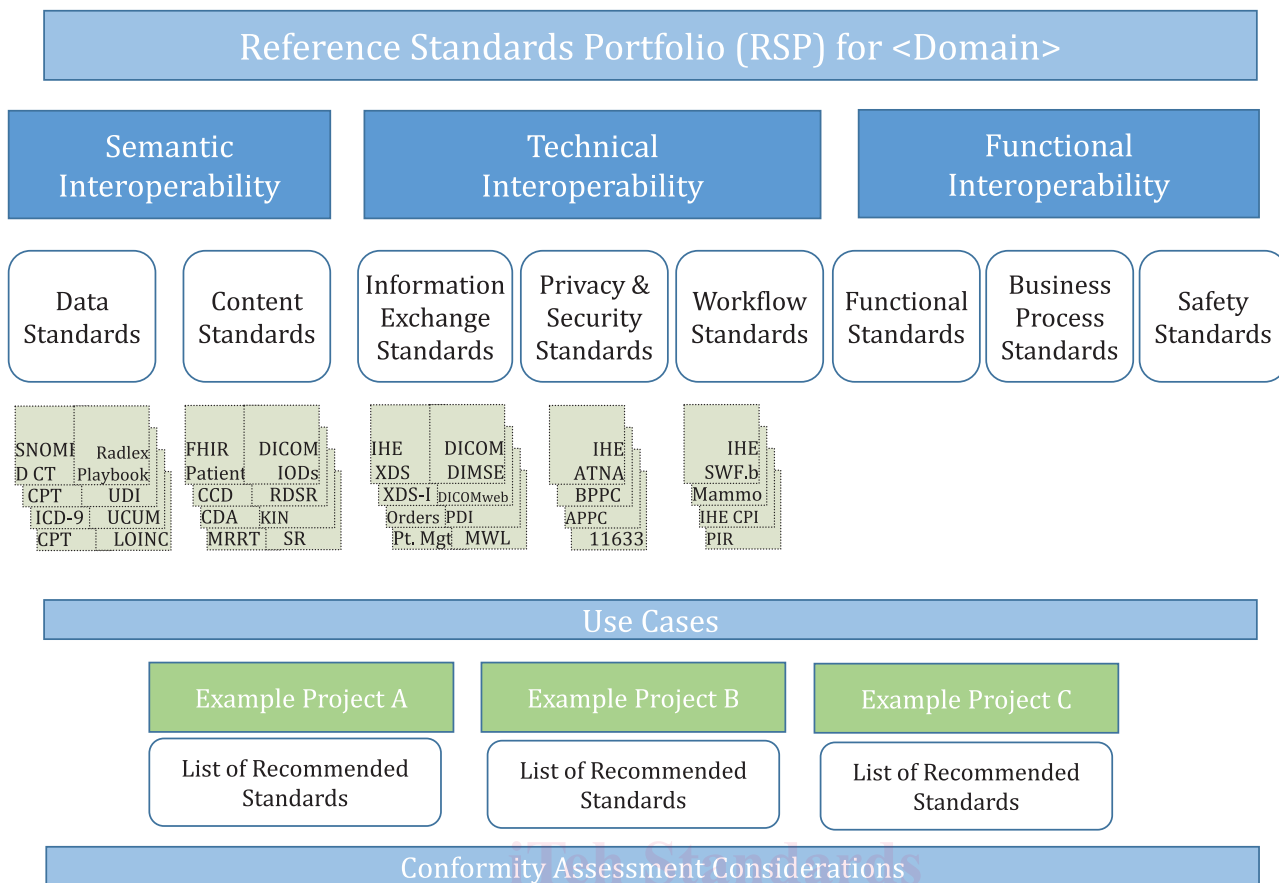 Reference Standards Portfolio (RSP) for <Domain>
Semantic
Interoperability
Technical
Interoperability
Functional
Interoperability
Data
Standards
Content
Standards
Information
Exchange
Standards
Privacy &
Security
Standards
Workflow
Standards
Functional
Standards
Business
Process
Standards
Safety
Standards
SNOME
D CT
Radlex
Playbook
CPT
UDI
ICD-9
UCUM
CPT
LOINC
FHIR
Patient
DICOM
IODs
CCD
RDSR
CDA
KIN
MRRT
SR
IHE
XDS
DICOM
DIMSE
XDS-I
DICOMweb
Orders
PDI
Pt. Mgt
MWL
IHE
ATNA
BPPC
APPC
11633
IHE
SWF.b
Mammo
IHE CPI
PIR
Use Cases
Example Project A
Example Project B
Example Project C
List of Recommended
Standards
List of Recommended
Standards
List of Recommended
Standards
iTeh Standards
Conformity Assessment Considerations